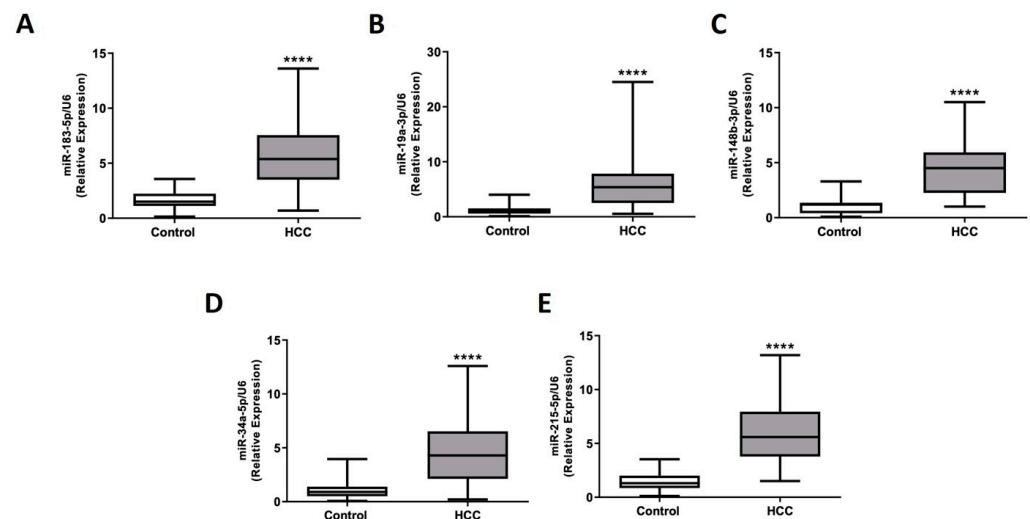 A
miR-183-5p/U6
(Relative Expression)
15
10
5
0
****
Control HCC
B
miR-19a-3p/U6
(Relative Expression)
30
20
10
0
****
Control HCC
C
miR-148b-3p/U6
(Relative Expression)
15
10
5
0
****
Control HCC
D
miR-34a-5p/U6
(Relative Expression)
15
10
5
0
****
Control HCC
E
miR-215-5p/U6
(Relative Expression)
15
10
5
0
****
Control HCC